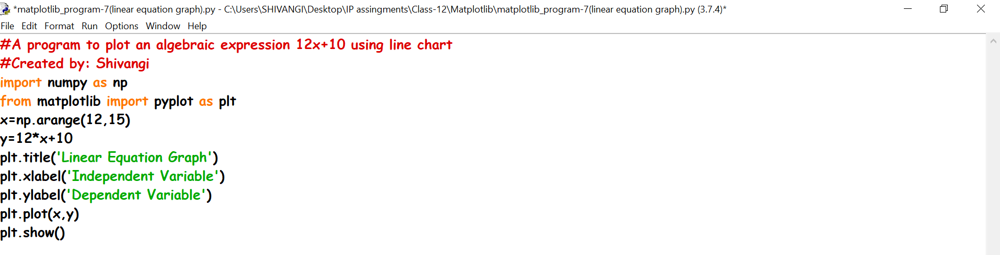 *matplotlib_program-7(linear equation graph).py - C:\Users\SHIVANGI\Desktop\IP assingments\Class-12\Matplotlib\matplotlib_program-7(linear equation graph).py (3.7.4)*
File Edit Format Run Options Window Help
#A program to plot an algebraic expression 12x+10 using line chart
#Created by: Shivangi
import numpy as np
from matplotlib import pyplot as plt
x=np.arange(12,15)
y=12*x+10
plt.title('Linear Equation Graph')
plt.xlabel('Independent Variable')
plt.ylabel('Dependent Variable')
plt.plot(x,y)
plt.show()